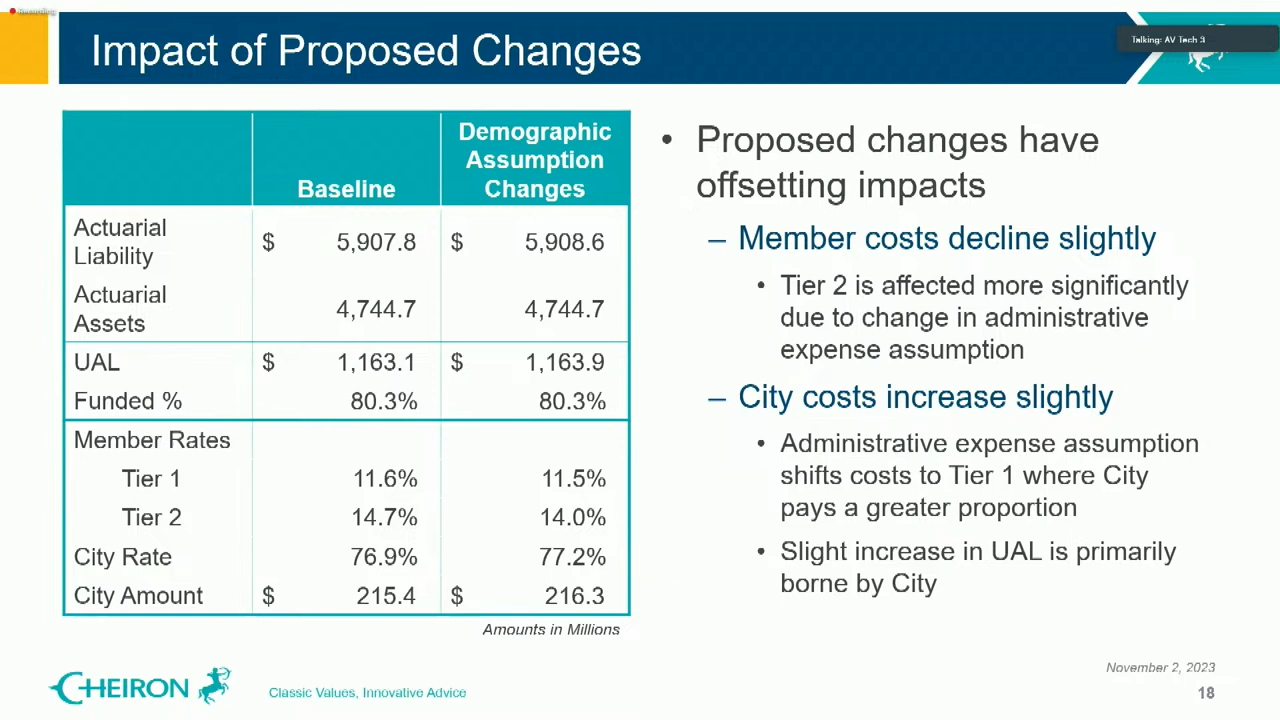 Recording
Talking: AV Tech 3
Impact of Proposed Changes
Baseline
Demographic
Assumption
Changes
Actuarial
Liability
$ 5,907.8 $ 5,908.6
Actuarial
Assets
4,744.7 4,744.7
UAL $ 1,163.1 $ 1,163.9
Funded % 80.3% 80.3%
Member Rates
Tier 1 11.6% 11.5%
Tier 2 14.7% 14.0%
City Rate 76.9% 77.2%
City Amount $ 215.4 $ 216.3
Amounts in Millions
• Proposed changes have
offsetting impacts
– Member costs decline slightly
• Tier 2 is affected more significantly
due to change in administrative
expense assumption
– City costs increase slightly
• Administrative expense assumption
shifts costs to Tier 1 where City
pays a greater proportion
• Slight increase in UAL is primarily
borne by City
CHEIRON
Classic Values, Innovative Advice
November 2, 2023
18